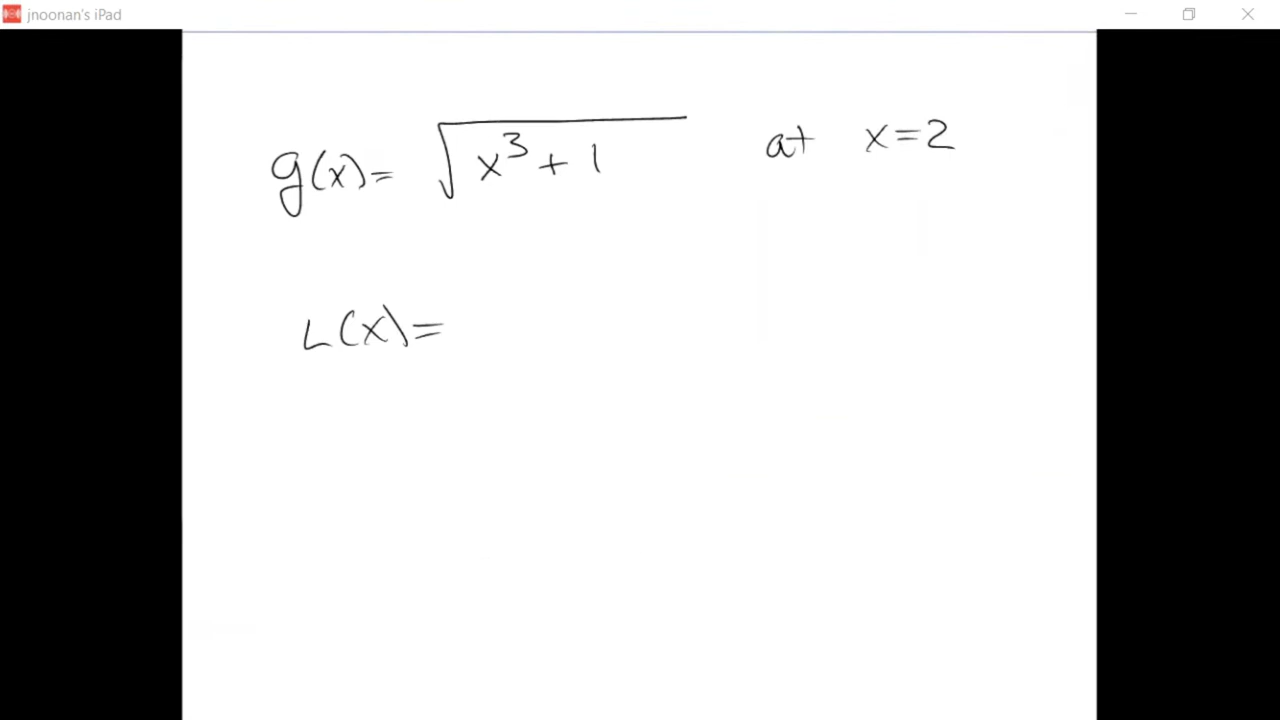 jnoonan's iPad
g(x)= √(x³+1) at x=2
L(x)=